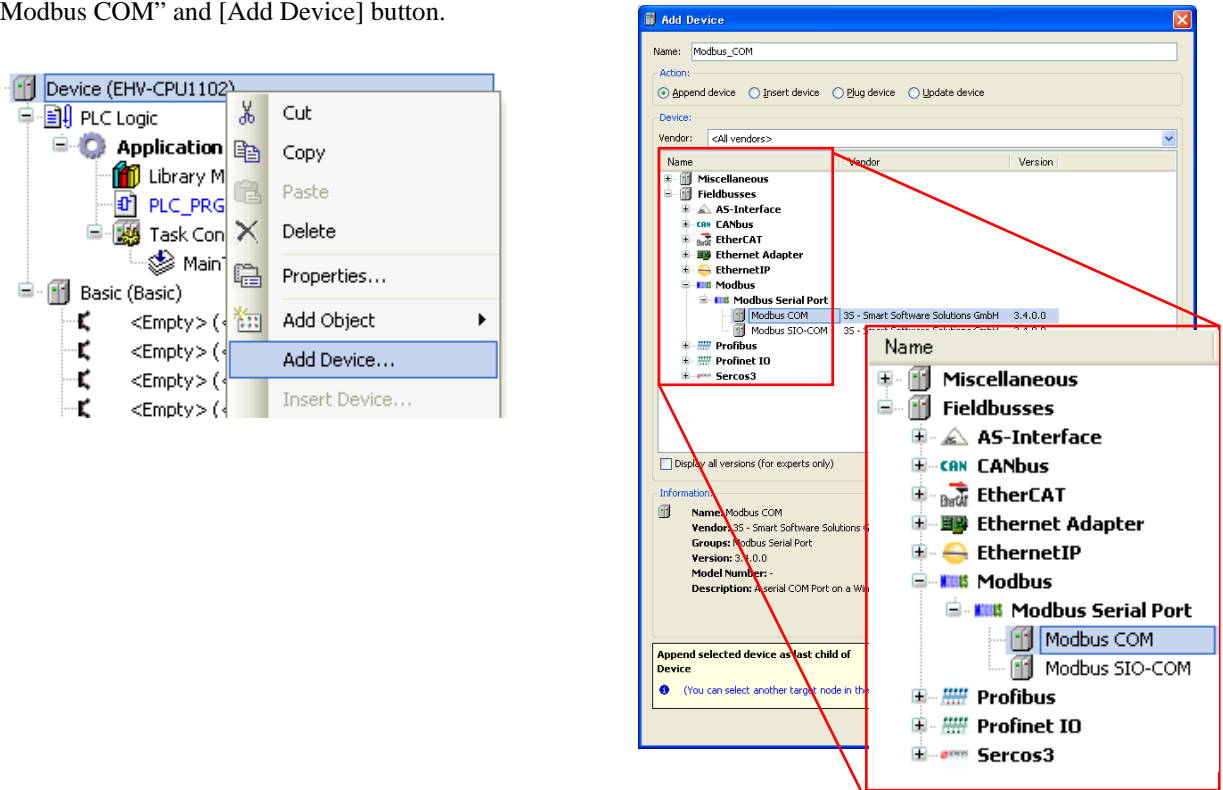 Modbus COM” and [Add Device] button.
Device (EHV-CPU1102)
PLC Logic
Application
Library M
PLC_PRG
Task Con
Main
Basic (Basic)
<Empty> (
<Empty> (
<Empty> (
<Empty> (
Cut
Copy
Paste
Delete
Properties...
Add Object
Add Device...
Insert Device...
Add Device
Name: Modbus_COM
Action:
Append device Insert device Plug device Update device
Device:
Vendor: <All vendors>
Name Vendor Version
Miscellaneous
Fieldbusses
AS-Interface
CANbus
EtherCAT
Ethernet Adapter
EthernetIP
Modbus
Modbus Serial Port
Modbus COM 3S - Smart Software Solutions GmbH 3.4.0.0
Modbus SIO-COM 3S - Smart Software Solutions GmbH 3.4.0.0
Profibus
Profinet IO
Sercos3
Display all versions (for experts only)
Information:
Name: Modbus COM
Vendor: 3S - Smart Software Solutions G
Groups: Modbus Serial Port
Version: 3.4.0.0
Model Number: -
Description: A serial COM Port on a Win
Append selected device as last child of
Device
(You can select another target node in the
Name
Miscellaneous
Fieldbusses
AS-Interface
CAN CANbus
EtherCAT EtherCAT
Ethernet Adapter
EthernetIP
MODBUS Modbus
MODBUS Modbus Serial Port
Modbus COM
Modbus SIO-COM
Profibus
Profinet IO
Sercos3